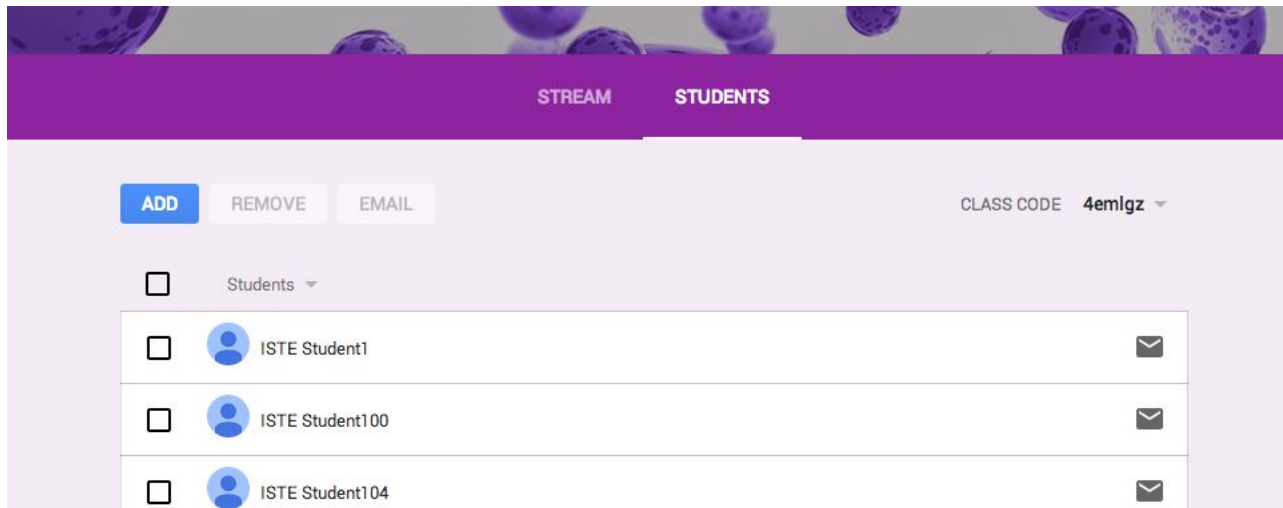 STREAM STUDENTS
ADD REMOVE EMAIL CLASS CODE 4emlgz
Students
ISTE Student1
ISTE Student100
ISTE Student104